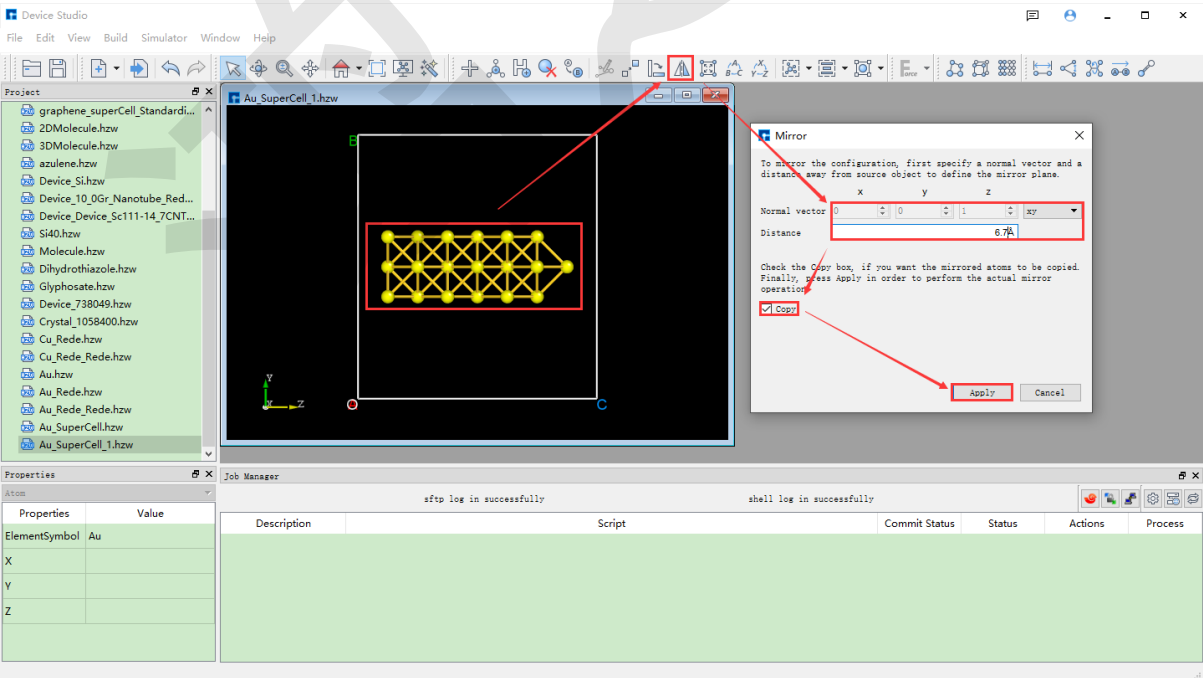 Device Studio
File Edit View Build Simulator Window Help
Project
graphene_superCell_Standardi...
2DMolecule.hzw
3DMolecule.hzw
azulene.hzw
Device_Si.hzw
Device_10_0Gr_Nanotube_Red...
Device_Device_Sc111-14_7CNT...
Si40.hzw
Molecule.hzw
Dihydrothiazole.hzw
Glyphosate.hzw
Device_738049.hzw
Crystal_1058400.hzw
Cu_Rede.hzw
Cu_Rede_Rede.hzw
Au.hzw
Au_Rede.hzw
Au_Rede_Rede.hzw
Au_SuperCell.hzw
Au_SuperCell_1.hzw
Au_SuperCell_1.hzw
B
Y
X Z
O
C
Mirror
To mirror the configuration, first specify a normal vector and a
distance away from source object to define the mirror plane.
x y z
Normal vector 0 0 1 xy
Distance 6.7Å
Check the Copy box, if you want the mirrored atoms to be copied.
Finally, press Apply in order to perform the actual mirror
operation.
Copy
Apply Cancel
Properties
Atom
Properties Value
ElementSymbol Au
X
Y
Z
Job Manager
sftp log in successfully shell log in successfully
Description Script Commit Status Status Actions Process